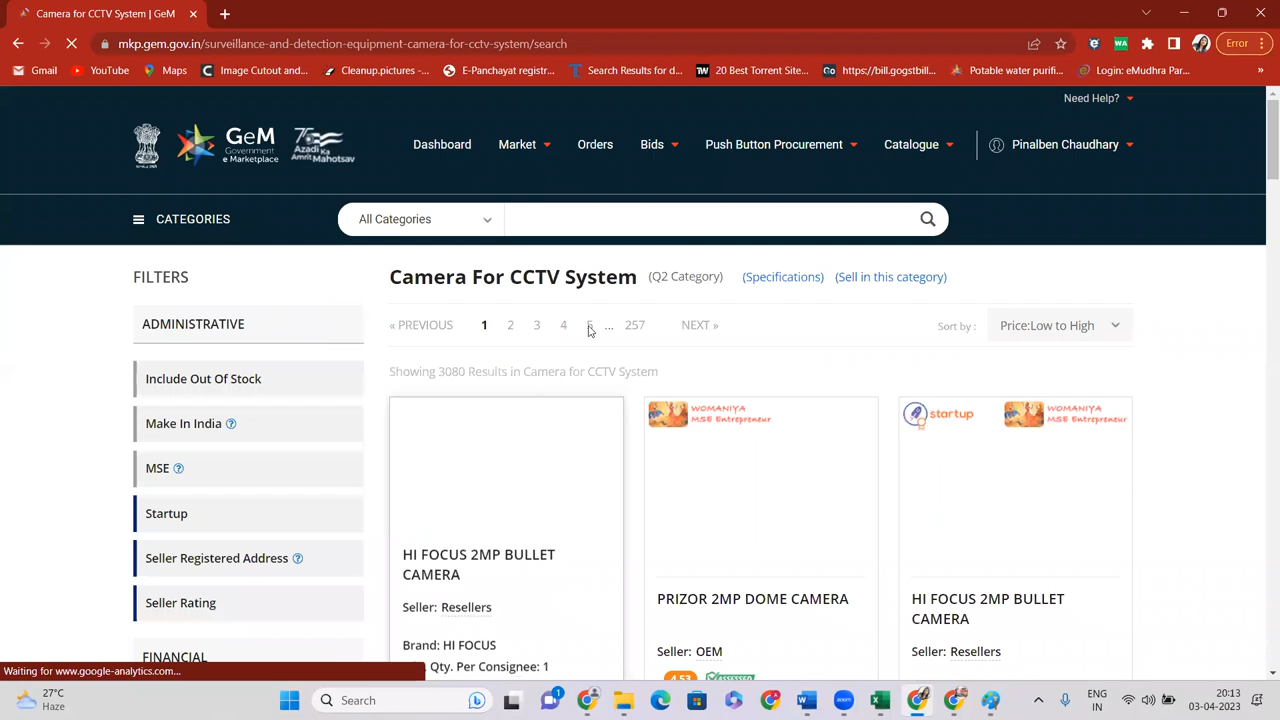 Camera for CCTV System | GeM
mkp.gem.gov.in/surveillance-and-detection-equipment-camera-for-cctv-system/search
WA
Error
Gmail
YouTube
Maps
Image Cutout and...
Cleanup.pictures -...
E-Panchayat registr...
Search Results for d...
20 Best Torrent Site...
https://bill.gogstbill...
Potable water purifi...
Login: eMudhra Par...
»
Need Help?
GeM
Government
e Marketplace
75
Azadi Ka
Amrit Mahotsav
Dashboard
Market
Orders
Bids
Push Button Procurement
Catalogue
Pinalben Chaudhary
CATEGORIES
All Categories
FILTERS
Camera For CCTV System (Q2 Category) (Specifications) (Sell in this category)
ADMINISTRATIVE
« PREVIOUS 1 2 3 4 5 ... 257 NEXT »
Sort by :
Price:Low to High
Showing 3080 Results in Camera for CCTV System
Include Out Of Stock
Make In India ?
MSE ?
Startup
Seller Registered Address ?
Seller Rating
FINANCIAL
HI FOCUS 2MP BULLET
CAMERA
Seller: Resellers
Brand: HI FOCUS
Qty. Per Consignee: 1
WOMANIYA
MSE Entrepreneur
PRIZOR 2MP DOME CAMERA
Seller: OEM
4.53
ASSESSED
startup
WOMANIYA
MSE Entrepreneur
HI FOCUS 2MP BULLET
CAMERA
Seller: Resellers
Waiting for www.google-analytics.com...
27°C
Haze
Search
1
zoom
ENG
IN
20:13
03-04-2023